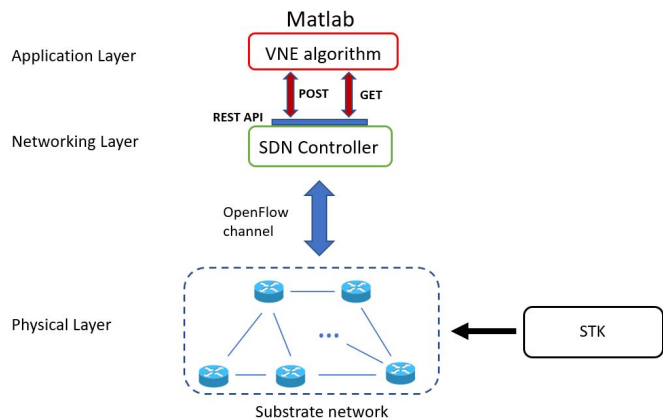 Matlab
Application Layer
VNE algorithm
POST
GET
REST API
Networking Layer
SDN Controller
OpenFlow
channel
Physical Layer
STK
Substrate network